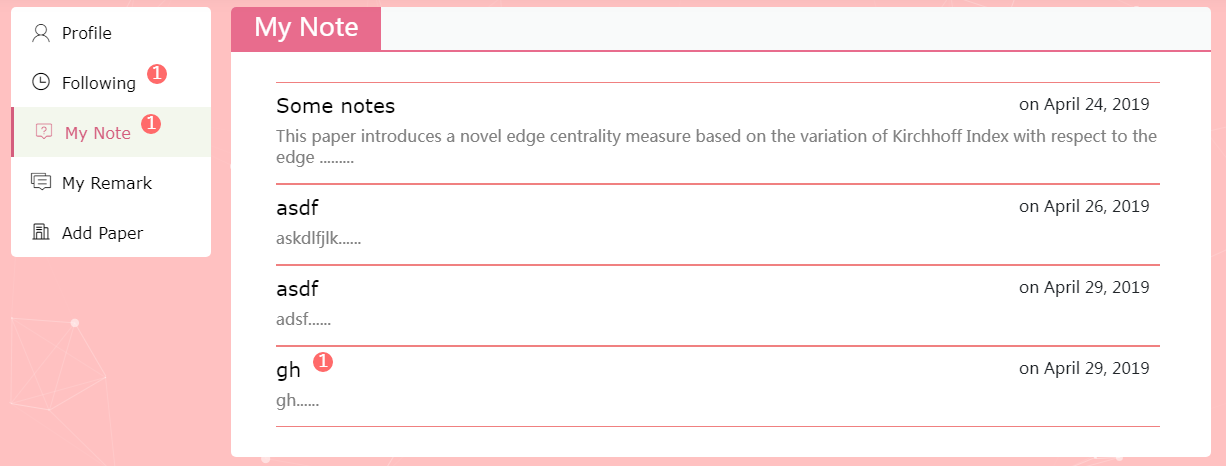 Profile
Following 1
My Note 1
My Remark
Add Paper
My Note
Some notes on April 24, 2019
This paper introduces a novel edge centrality measure based on the variation of Kirchhoff Index with respect to the
edge .........
asdf on April 26, 2019
askdlfjlk......
asdf on April 29, 2019
adsf......
gh 1 on April 29, 2019
gh......